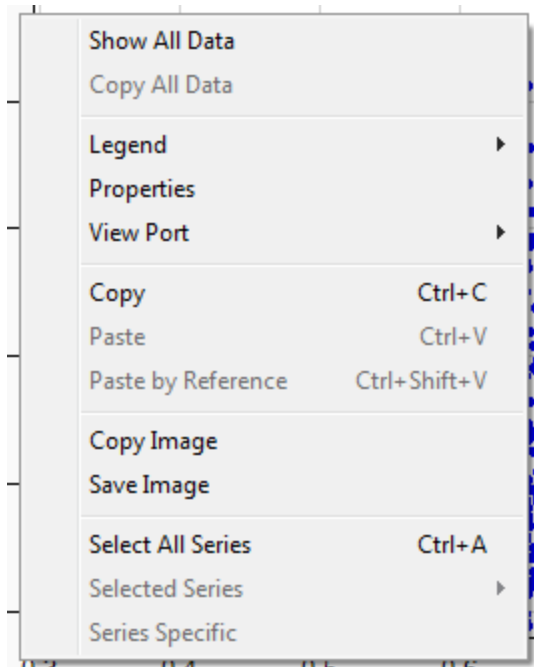 Show All Data
Copy All Data
Legend
Properties
View Port
Copy Ctrl+C
Paste Ctrl+V
Paste by Reference Ctrl+Shift+V
Copy Image
Save Image
Select All Series Ctrl+A
Selected Series
Series Specific